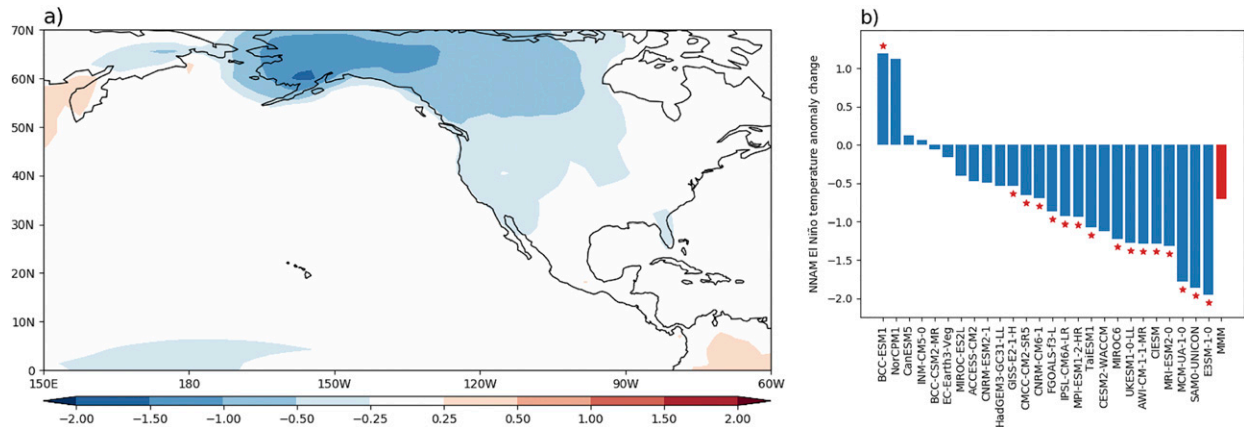 a)
70N
60N
50N
40N
30N
20N
10N
0
150E 180 150W 120W 90W 60W
−2.00 −1.50 −1.00 −0.50 −0.25 0.25 0.50 1.00 1.50 2.00
b)
NNAM El Niño temperature anomaly change
1.0
0.5
0.0
−0.5
−1.0
−1.5
−2.0
BCC-ESM1
NorCPM1
CanESM5
INM-CM5-0
BCC-CSM2-MR
EC-Earth3-Veg
MIROC-ES2L
ACCESS-CM2
CNRM-ESM2-1
HadGEM3-GC31-LL
GISS-E2-1-H
CMCC-CM2-SR5
CNRM-CM6-1
FGOALS-f3-L
IPSL-CM6A-LR
MPI-ESM1-2-HR
TaiESM1
CESM2-WACCM
MIROC6
UKESM1-0-LL
AWI-CM-1-1-MR
CIESM
MRI-ESM2-0
MCM-UA-1-0
SAM0-UNICON
E3SM-1-0
MMM